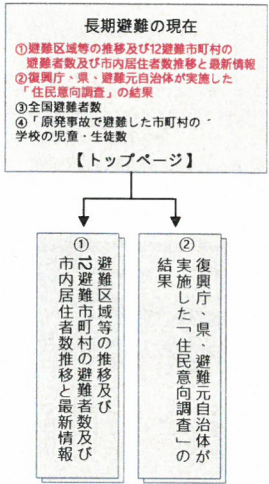 長期避難の現在
①避難区域等の推移及び12避難市町村の
避難者数及び市内居住者数推移と最新情報
②復興庁、県、避難元自治体が実施した
「住民意向調査」の結果
③全国避難者数
④「原発事故で避難した市町村の
学校の児童・生徒数
【トップページ】
①
避難区域等の推移及び
12避難市町村の避難者数及び
市内居住者数推移と最新情報
②
復興庁、県、避難元自治体が
実施した「住民意向調査」の
結果